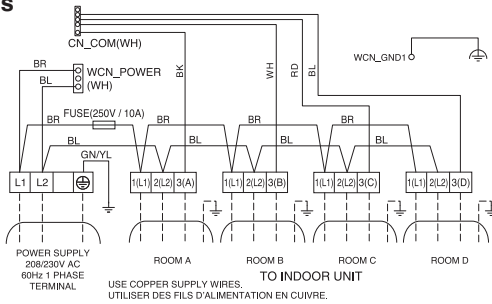 s
CN_COM(WH)
WCN_GND1
BR
WCN_POWER
(WH)
BL
BK
WH
RD
BL
FUSE(250V / 10A)
BR
BR
BR
BR
BL
BL
BL
BL
GN/YL
L1 L2
1(L1) 2(L2) 3(A)
1(L1) 2(L2) 3(B)
1(L1) 2(L2) 3(C)
1(L1) 2(L2) 3(D)
POWER SUPPLY
208/230V AC
60Hz 1 PHASE
TERMINAL
ROOM A
ROOM B
ROOM C
ROOM D
TO INDOOR UNIT
USE COPPER SUPPLY WIRES.
UTILISER DES FILS D'ALIMENTATION EN CUIVRE.